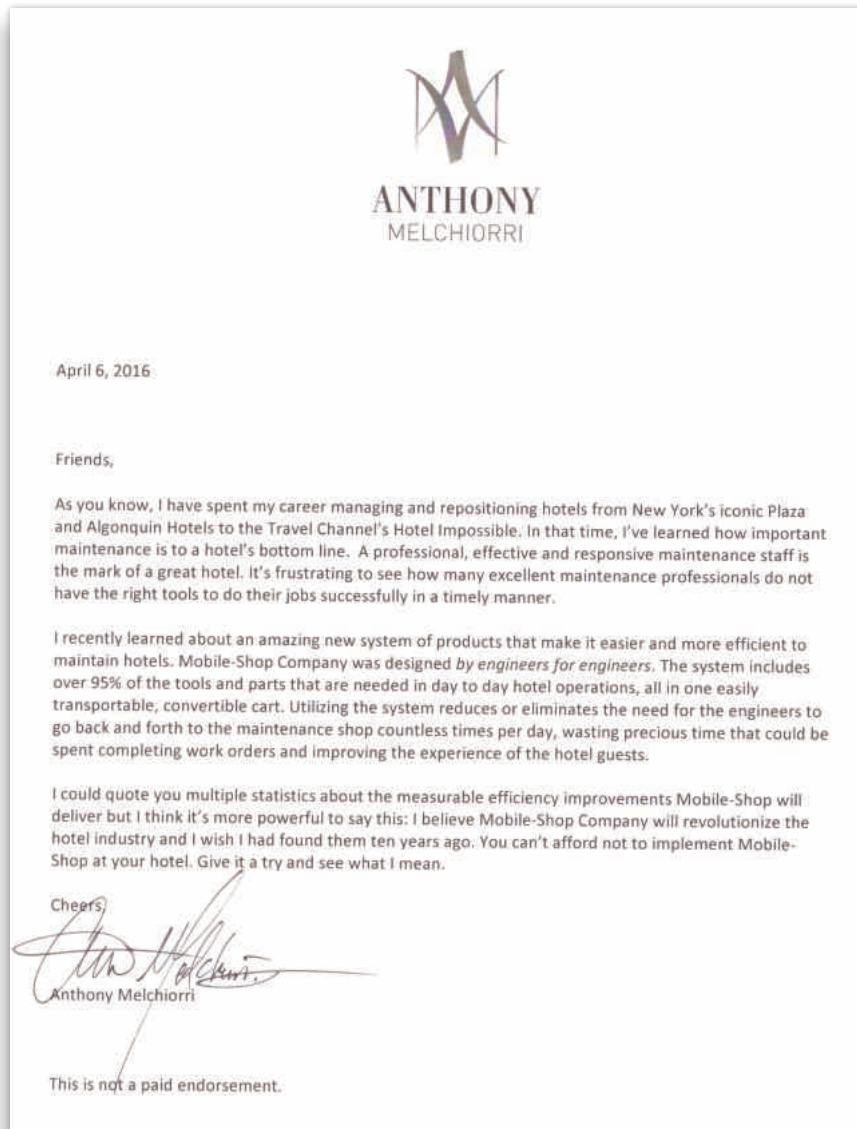 ANTHONY
MELCHIORRI
April 6, 2016
Friends,
As you know, I have spent my career managing and repositioning hotels from New York's iconic Plaza
and Algonquin Hotels to the Travel Channel's Hotel Impossible. In that time, I've learned how important
maintenance is to a hotel's bottom line.  A professional, effective and responsive maintenance staff is
the mark of a great hotel. It's frustrating to see how many excellent maintenance professionals do not
have the right tools to do their jobs successfully in a timely manner.
I recently learned about an amazing new system of products that make it easier and more efficient to
maintain hotels. Mobile-Shop Company was designed by engineers for engineers. The system includes
over 95% of the tools and parts that are needed in day to day hotel operations, all in one easily
transportable, convertible cart. Utilizing the system reduces or eliminates the need for the engineers to
go back and forth to the maintenance shop countless times per day, wasting precious time that could be
spent completing work orders and improving the experience of the hotel guests.
I could quote you multiple statistics about the measurable efficiency improvements Mobile-Shop will
deliver but I think it's more powerful to say this: I believe Mobile-Shop Company will revolutionize the
hotel industry and I wish I had found them ten years ago. You can't afford not to implement Mobile-
Shop at your hotel. Give it a try and see what I mean.
Cheers,
Anthony Melchiorri
This is not a paid endorsement.